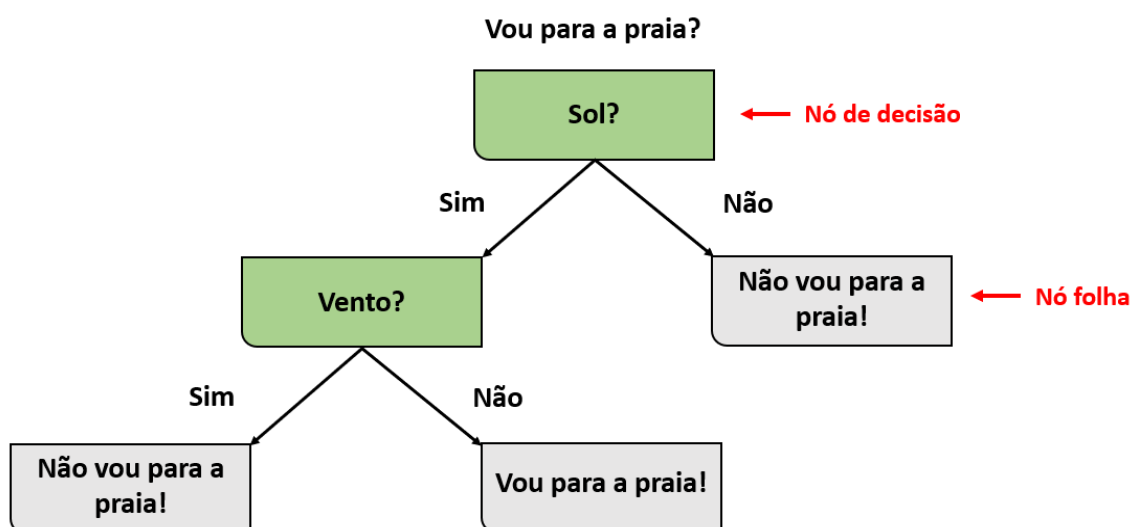 Vou para a praia?
Sol?
Nó de decisão
Sim
Não
Vento?
Não vou para a
praia!
Nó folha
Sim
Não
Não vou para a
praia!
Vou para a praia!